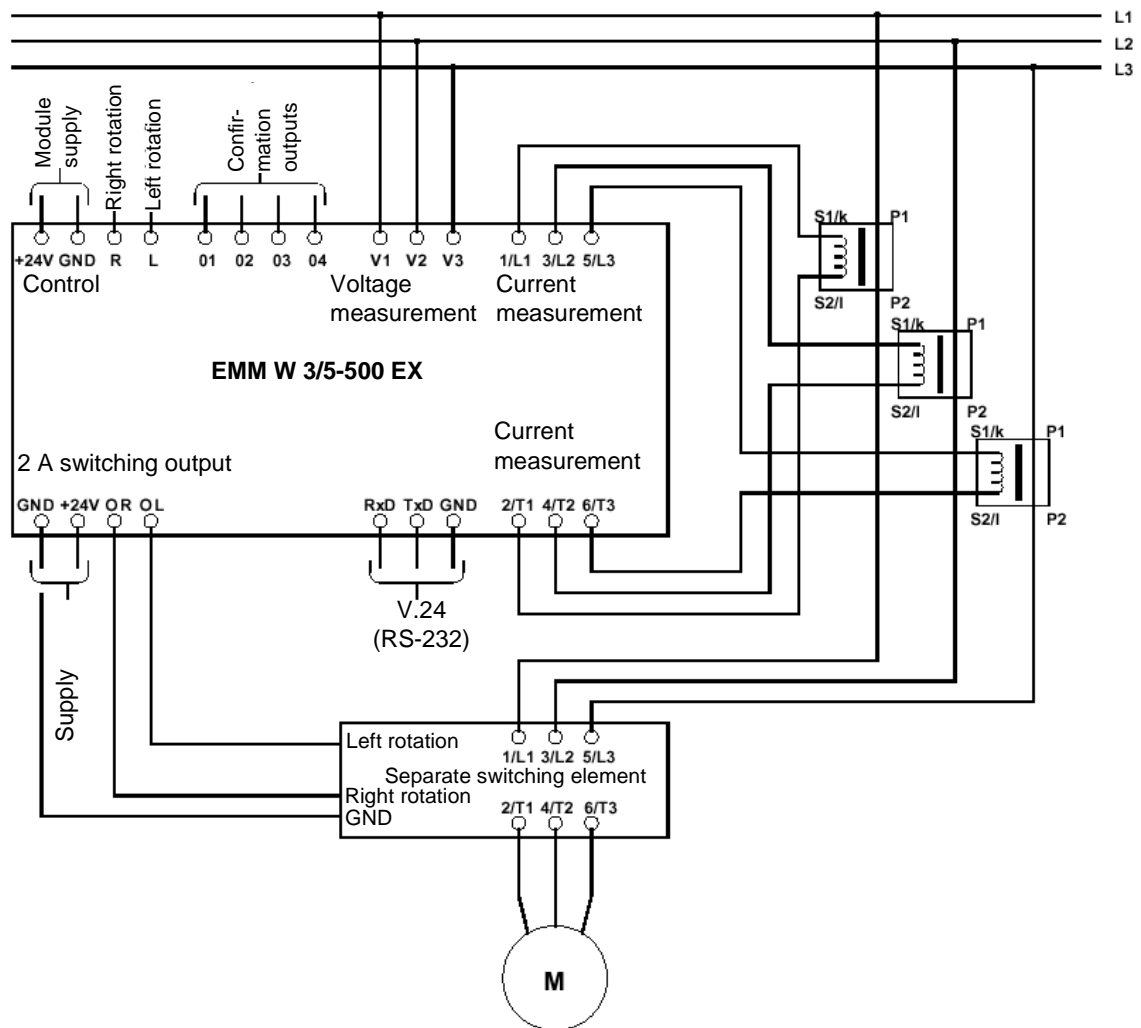 L1
L2
L3
Module
supply
Right rotation
Left rotation
Confir-
mation
outputs
+24V GND R L 01 02 03 04 V1 V2 V3 1/L1 3/L2 5/L3
Control
Voltage
measurement
Current
measurement
S1/k P1
S2/l P2
S1/k P1
S2/l P2
S1/k P1
S2/l P2
EMM W 3/5-500 EX
Current
measurement
2 A switching output
GND +24V OR OL RxD TxD GND 2/T1 4/T2 6/T3
V.24
(RS-232)
Supply
Left rotation
1/L1 3/L2 5/L3
Separate switching element
Right rotation
2/T1 4/T2 6/T3
GND
M